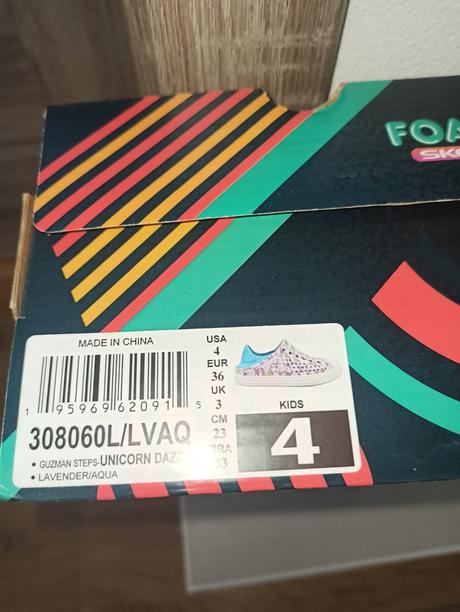 MADE IN CHINA
1 95969 62091 5
308060L/LVAQ
• GUZMAN STEPS-UNICORN
• LAVENDER/AQUA
USA
4
EUR
36
UK
3
CM
23
KIDS
4